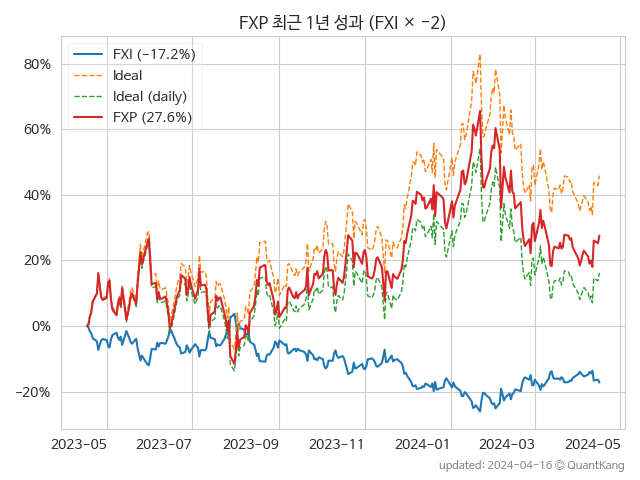 FXP 최근 1년 성과 (FXI × −2)
FXI (−17.2%)
Ideal
Ideal (daily)
FXP (27.6%)
80%
60%
40%
20%
0%
−20%
2023−05 2023−07 2023−09 2023−11 2024−01 2024−03 2024−05
updated: 2024−04−16 © QuantKang